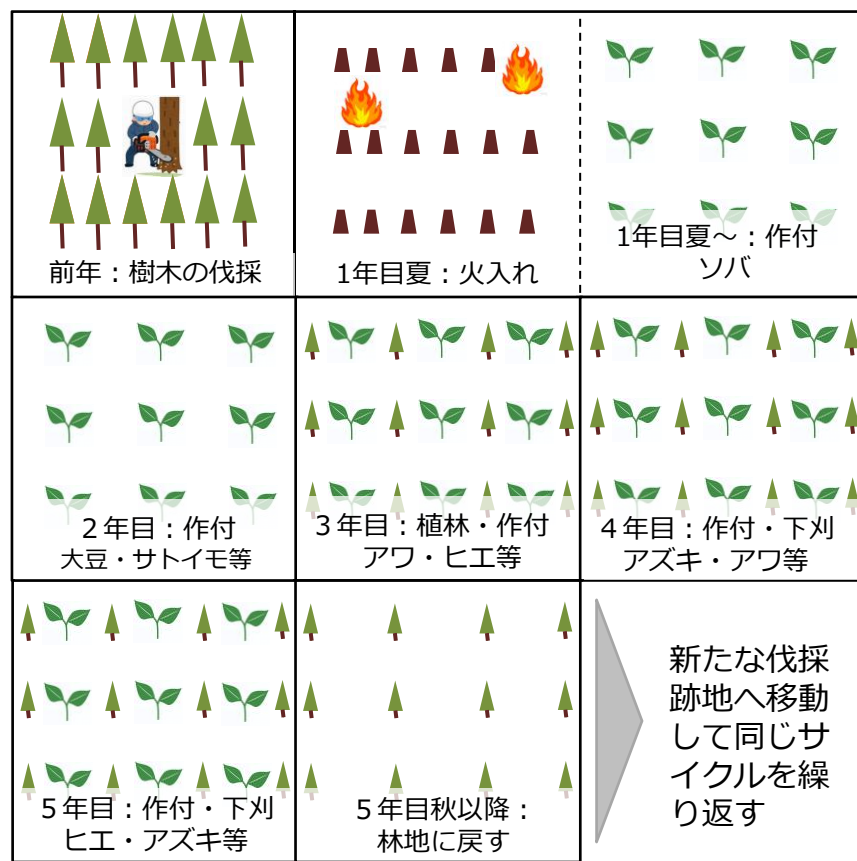 前年：樹木の伐採
1年目夏：火入れ
1年目夏～：作付
ソバ
２年目：作付
大豆・サトイモ等
３年目：植林・作付
アワ・ヒエ等
４年目：作付・下刈
アズキ・アワ等
５年目：作付・下刈
ヒエ・アズキ等
５年目秋以降：
林地に戻す
新たな伐採
跡地へ移動
して同じサ
イクルを繰
り返す